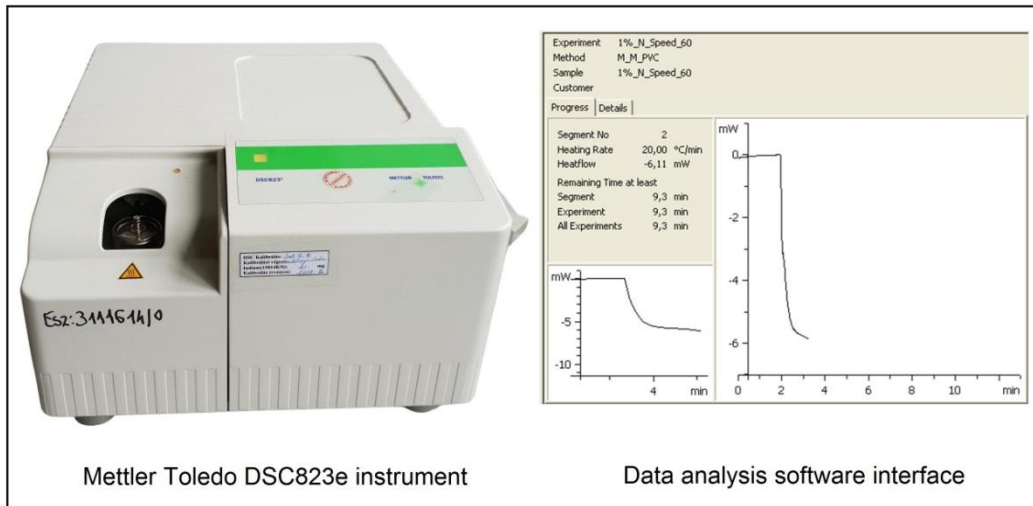 DSC823e
METTLER TOLEDO
DSC Kalibrálás:
Esz:3111614/0
Mettler Toledo DSC823e instrument
Experiment 1%_N_Speed_60
Method M_M_PVC
Sample 1%_N_Speed_60
Customer
Progress Details
Segment No 2
Heating Rate 20,00 °C/min
Heatflow -6,11 mW
Remaining Time at least
Segment 9,3 min
Experiment 9,3 min
All Experiments 9,3 min
mW
-5
-10
4 min
mW
0
-2
-4
-6
0 2 4 6 8 10 min
Data analysis software interface